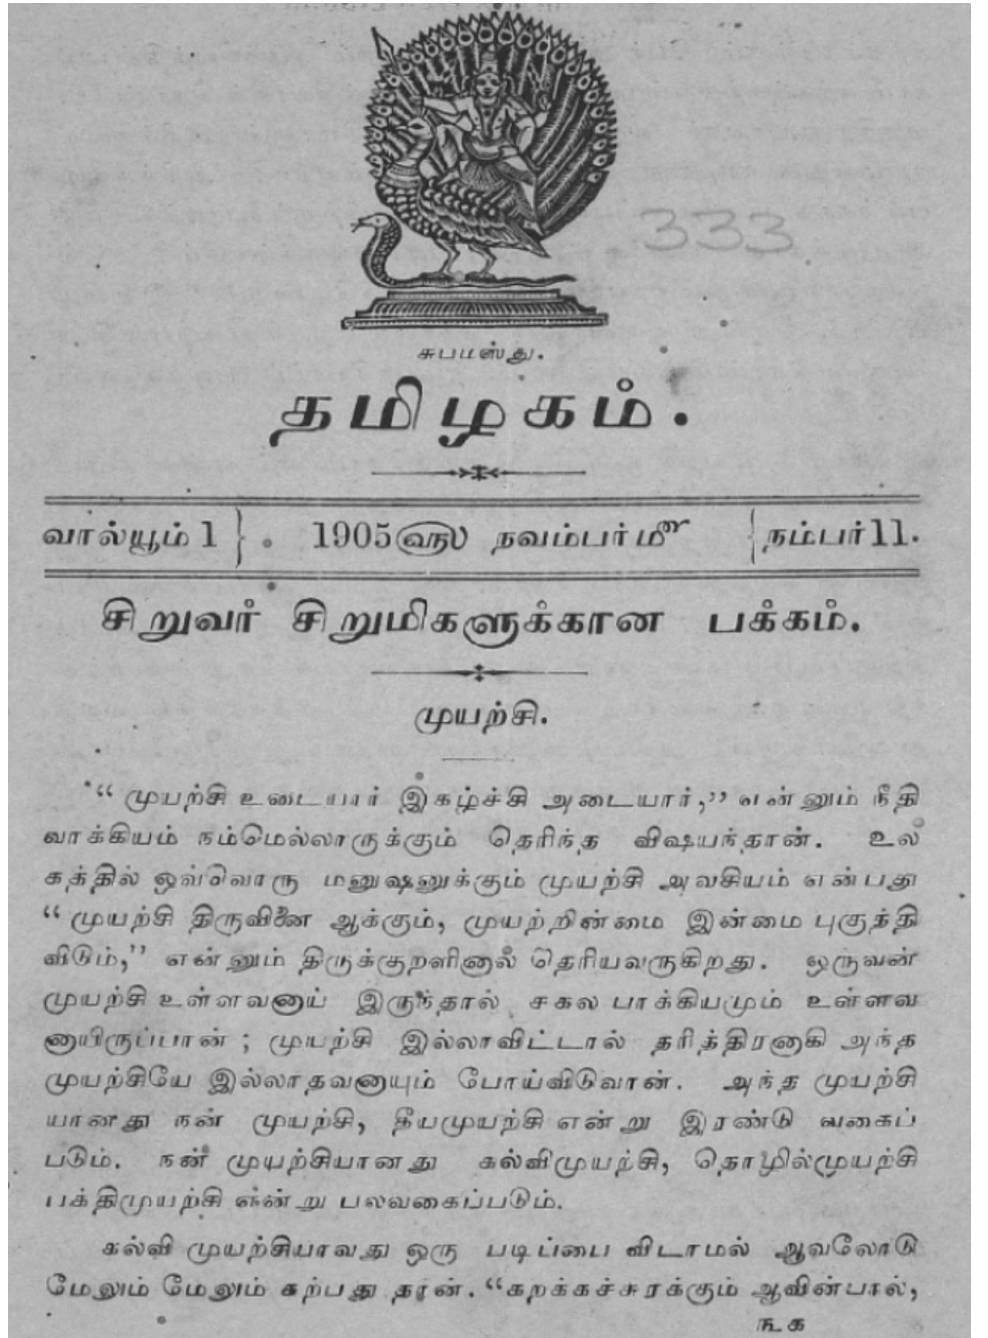 333
சுபமஸ்து.
தமிழகம்.
வால்யூம் 1 } . 1905௵ நவம்பர்௴ { நம்பர் 11.
சிறுவர் சிறுமிகளுக்கான பக்கம்.
முயற்சி.
“ முயற்சி உடையார் இகழ்ச்சி அடையார்,” என்னும் நீதி
வாக்கியம் நம்மெல்லாருக்கும் தெரிந்த விஷயந்தான். உல
கத்தில் ஒவ்வொரு மனுஷனுக்கும் முயற்சி அவசியம் என்பது
“ முயற்சி திருவினை ஆக்கும், முயற்றின்மை இன்மை புகுத்தி
விடும்,” என்னும் திருக்குறளினால் தெரியவருகிறது. ஒருவன்
முயற்சி உள்ளவனாய் இருந்தால் சகல பாக்கியமும் உள்ளவ
னாயிருப்பான் ; முயற்சி இல்லாவிட்டால் தரித்திரனாகி அந்த
முயற்சியே இல்லாதவனாயும் போய்விடுவான். அந்த முயற்சி
யானது நன் முயற்சி, தீயமுயற்சி என்று இரண்டு வகைப்
படும். நன் முயற்சியானது கல்விமுயற்சி, தொழில்முயற்சி
பக்திமுயற்சி என்று பலவகைப்படும்.
கல்வி முயற்சியாவது ஒரு படிப்பை விடாமல் ஆவலோடு
மேலும் மேலும் கற்பது தான். “கறக்கச்சுரக்கும் ஆவின்பால்,
௩௧